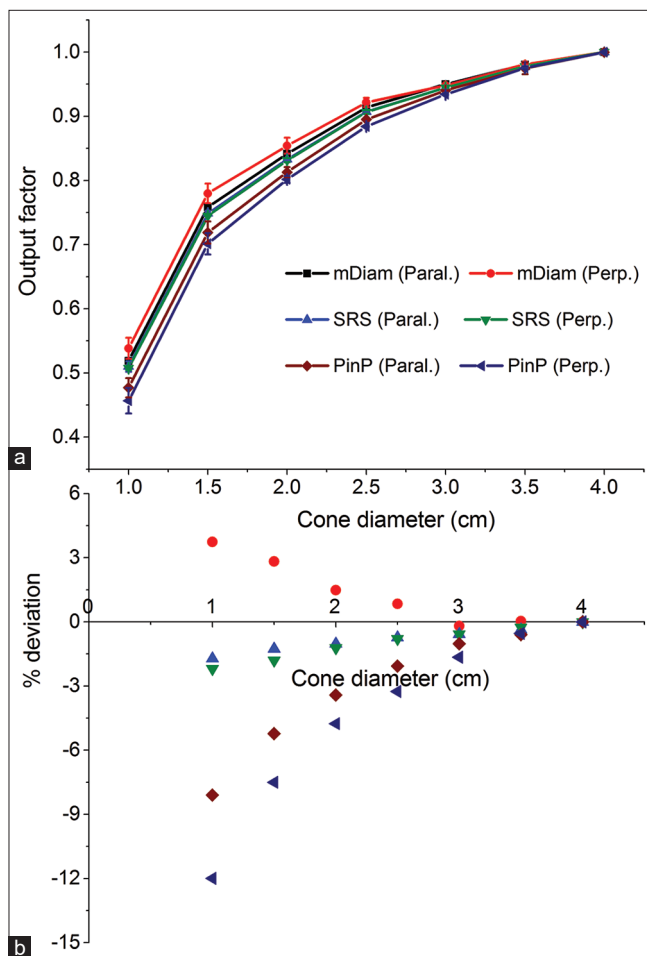 1.0
0.9
0.8
0.7
0.6
0.5
0.4
Output factor
mDiam (Paral.) mDiam (Perp.)
SRS (Paral.) SRS (Perp.)
PinP (Paral.) PinP (Perp.)
a
1.0 1.5 2.0 2.5 3.0 3.5 4.0
Cone diameter (cm)
6
3
0
-3
-6
-9
-12
-15
% deviation
0 1 2 3 4
Cone diameter (cm)
b